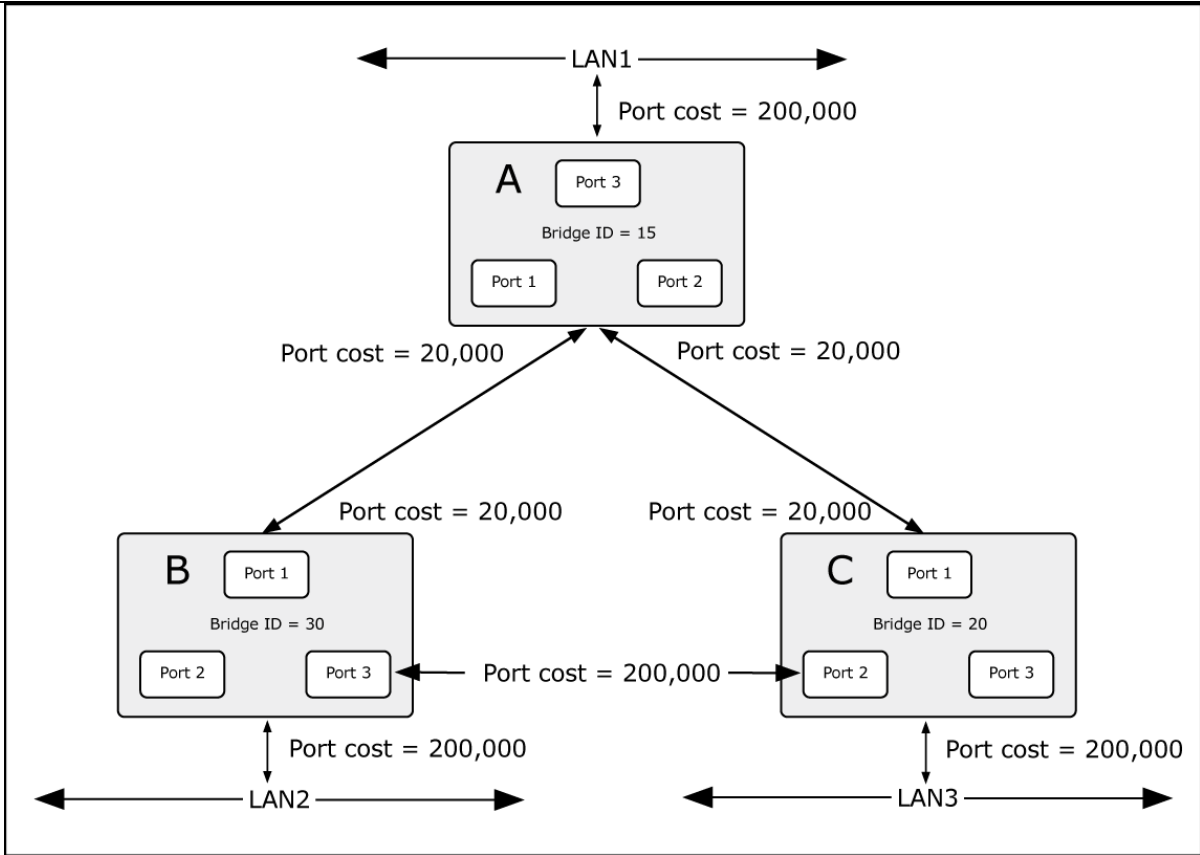 LAN1
Port cost = 200,000
A
Port 3
Bridge ID = 15
Port 1
Port 2
Port cost = 20,000
Port cost = 20,000
Port cost = 20,000
Port cost = 20,000
B
Port 1
Bridge ID = 30
Port 2
Port 3
C
Port 1
Bridge ID = 20
Port 2
Port 3
Port cost = 200,000
Port cost = 200,000
LAN2
Port cost = 200,000
LAN3